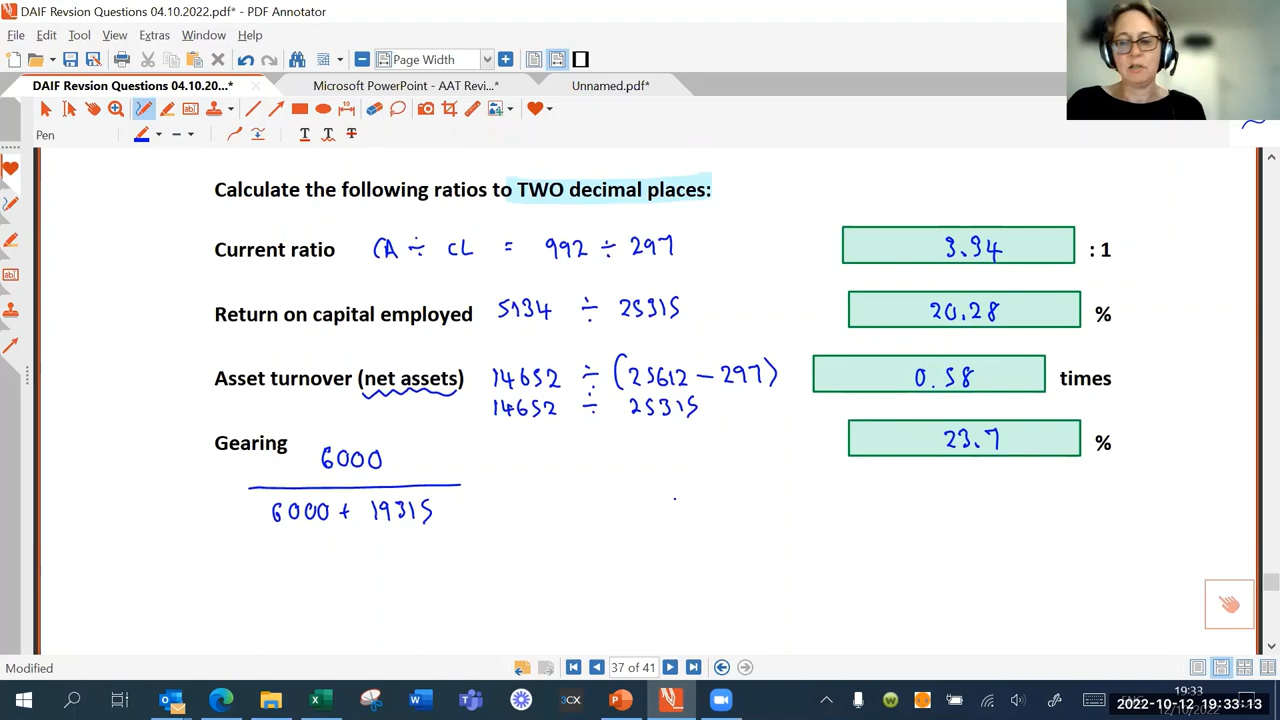 DAIF Revsion Questions 04.10.2022.pdf* - PDF Annotator
File Edit Tool View Extras Window Help
Page Width
DAIF Revsion Questions 04.10.20...* Microsoft PowerPoint - AAT Revi...* Unnamed.pdf*
Pen
Calculate the following ratios to TWO decimal places:
Current ratio CA ÷ CL = 992 ÷ 297 3.34 : 1
Return on capital employed 5134 ÷ 25315 20.28 %
Asset turnover (net assets) 14652 ÷ (25612 - 297) 0.58 times
14652 ÷ 25315
Gearing 23.7 %
6000
6000 + 19315
37 of 41
Modified
19:33
2022-10-12 19:33:13